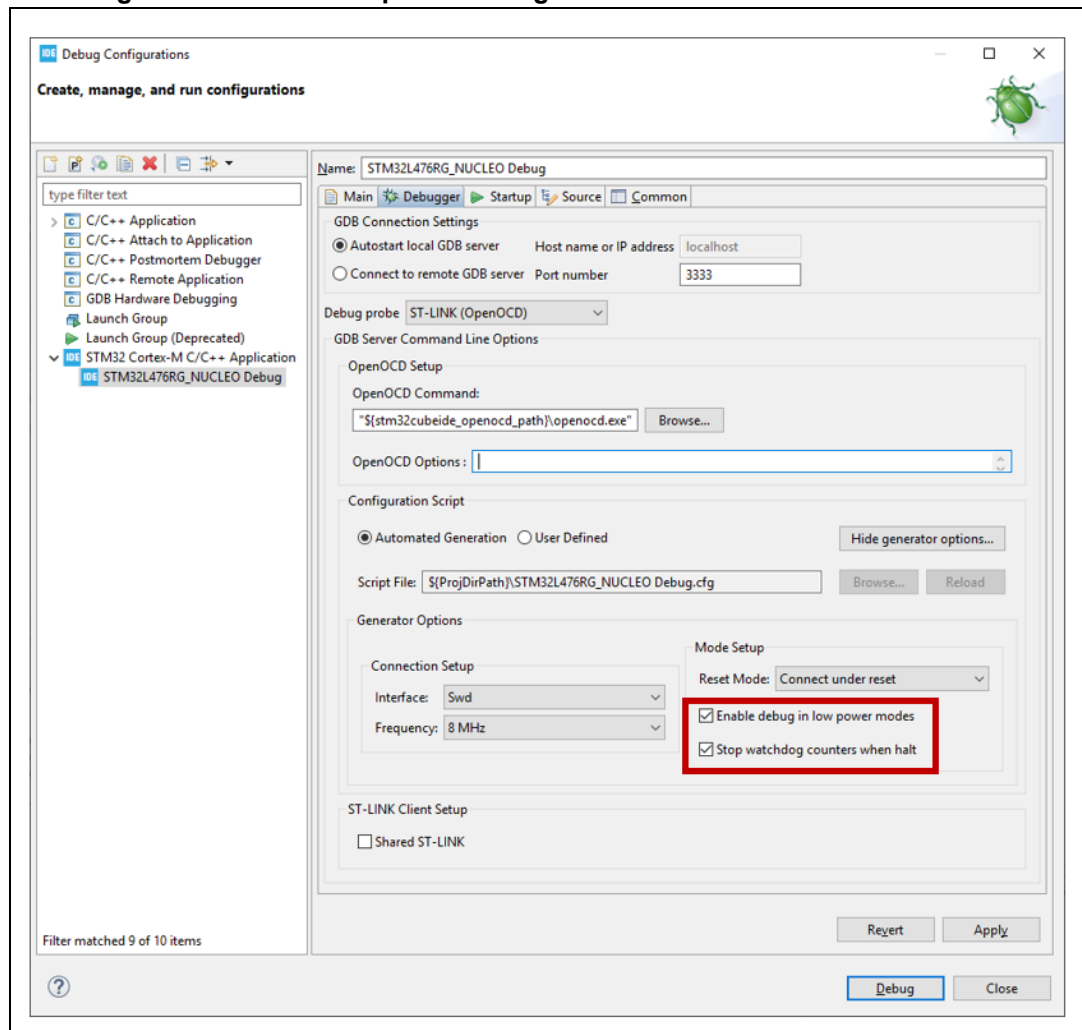 IDE Debug Configurations
Create, manage, and run configurations
type filter text
C/C++ Application
C/C++ Attach to Application
C/C++ Postmortem Debugger
C/C++ Remote Application
GDB Hardware Debugging
Launch Group
Launch Group (Deprecated)
IDE STM32 Cortex-M C/C++ Application
IDE STM32L476RG_NUCLEO Debug
Filter matched 9 of 10 items
Name: STM32L476RG_NUCLEO Debug
Main Debugger Startup Source Common
GDB Connection Settings
Autostart local GDB server Host name or IP address localhost
Connect to remote GDB server Port number 3333
Debug probe ST-LINK (OpenOCD)
GDB Server Command Line Options
OpenOCD Setup
OpenOCD Command:
"${stm32cubeide_openocd_path}\openocd.exe" Browse...
OpenOCD Options :
Configuration Script
Automated Generation User Defined Hide generator options...
Script File: ${ProjDirPath}\STM32L476RG_NUCLEO Debug.cfg Browse... Reload
Generator Options
Connection Setup
Interface: Swd
Frequency: 8 MHz
Mode Setup
Reset Mode: Connect under reset
Enable debug in low power modes
Stop watchdog counters when halt
ST-LINK Client Setup
Shared ST-LINK
Revert Apply
? Debug Close